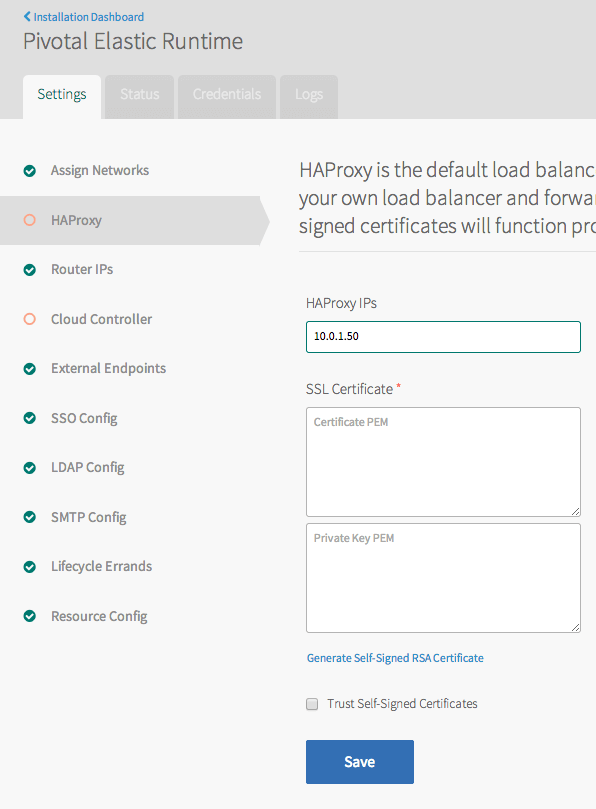 Installation Dashboard
Pivotal Elastic Runtime
Settings
Status
Credentials
Logs
Assign Networks
HAProxy
Router IPs
Cloud Controller
External Endpoints
SSO Config
LDAP Config
SMTP Config
Lifecycle Errands
Resource Config
HAProxy is the default load balanc
your own load balancer and forwa
signed certificates will function pro
HAProxy IPs
10.0.1.50
SSL Certificate *
Certificate PEM
Private Key PEM
Generate Self-Signed RSA Certificate
Trust Self-Signed Certificates
Save